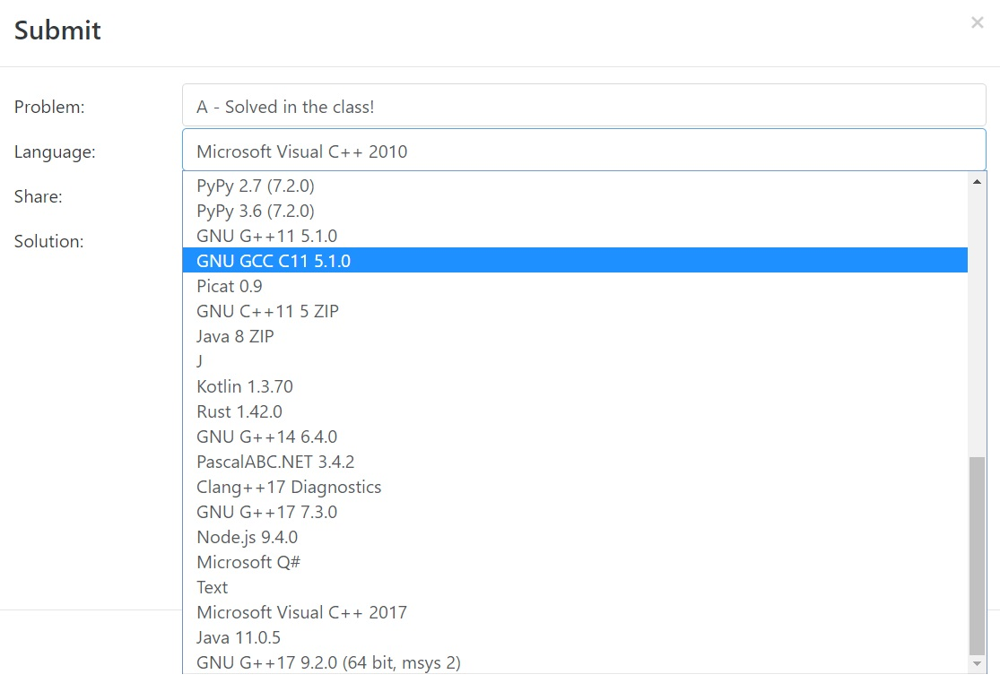 Submit
×
Problem: A - Solved in the class!
Language: Microsoft Visual C++ 2010
Share:
Solution:
PyPy 2.7 (7.2.0)
PyPy 3.6 (7.2.0)
GNU G++11 5.1.0
GNU GCC C11 5.1.0
Picat 0.9
GNU C++11 5 ZIP
Java 8 ZIP
J
Kotlin 1.3.70
Rust 1.42.0
GNU G++14 6.4.0
PascalABC.NET 3.4.2
Clang++17 Diagnostics
GNU G++17 7.3.0
Node.js 9.4.0
Microsoft Q#
Text
Microsoft Visual C++ 2017
Java 11.0.5
GNU G++17 9.2.0 (64 bit, msys 2)